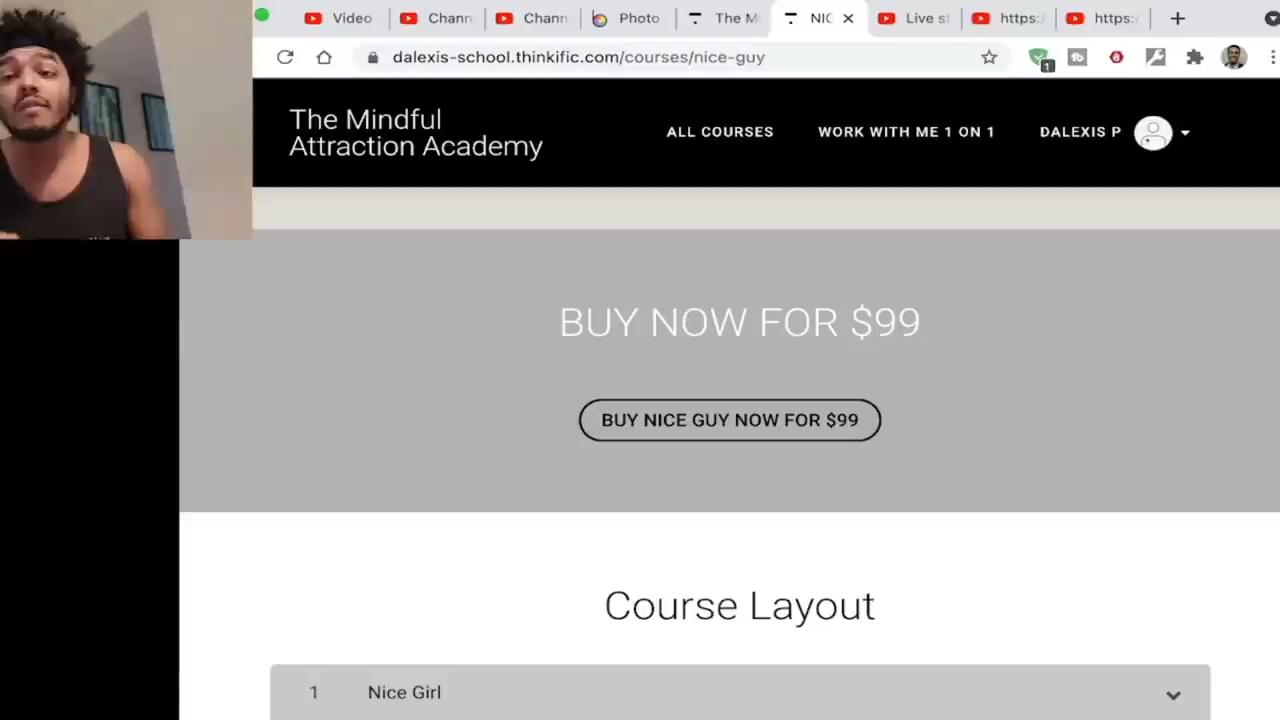 Video
Chann
Chann
Photo
The M
NIC
Live s
https:/
https:/
dalexis-school.thinkific.com/courses/nice-guy
1
tb
The Mindful
Attraction Academy
ALL COURSES
WORK WITH ME 1 ON 1
DALEXIS P
BUY NOW FOR $99
BUY NICE GUY NOW FOR $99
Course Layout
1 Nice Girl